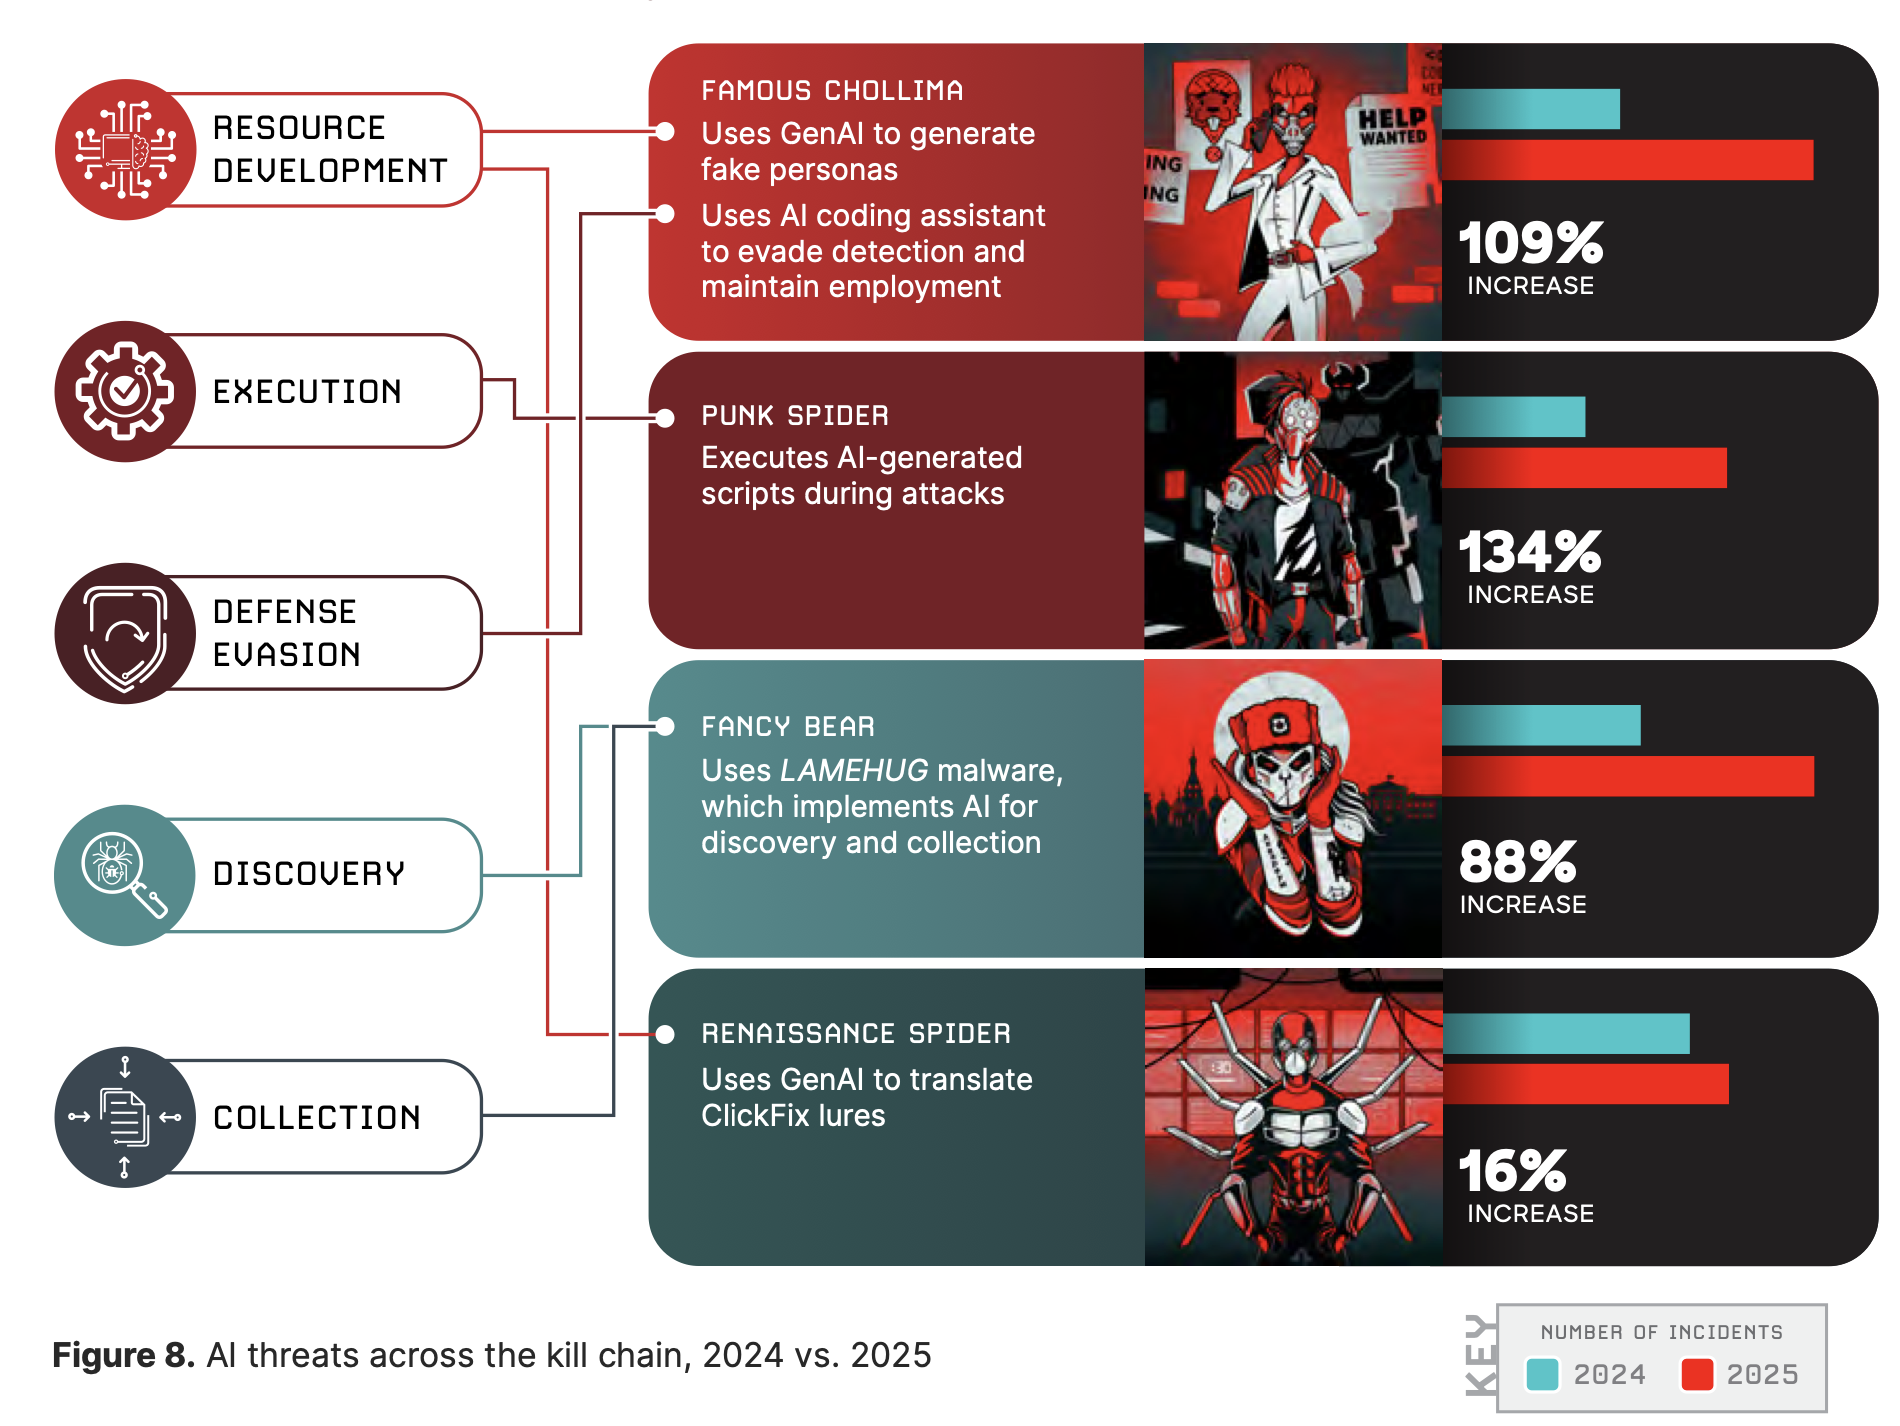 RESOURCE
DEVELOPMENT
EXECUTION
DEFENSE
EVASION
DISCOVERY
COLLECTION
FAMOUS CHOLLIMA
Uses GenAI to generate
fake personas
Uses AI coding assistant
to evade detection and
maintain employment
HELP
WANTED
ING
ING
109%
INCREASE
PUNK SPIDER
Executes AI-generated
scripts during attacks
134%
INCREASE
FANCY BEAR
Uses LAMEHUG malware,
which implements AI for
discovery and collection
88%
INCREASE
RENAISSANCE SPIDER
Uses GenAI to translate
ClickFix lures
16%
INCREASE
Figure 8. AI threats across the kill chain, 2024 vs. 2025
KEY
NUMBER OF INCIDENTS
2024 2025